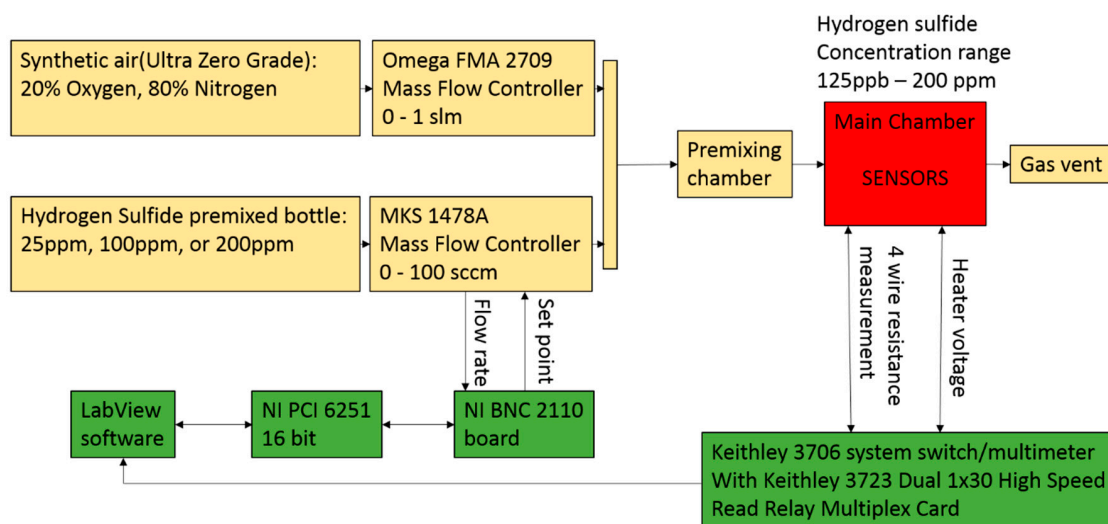 Synthetic air(Ultra Zero Grade):
20% Oxygen, 80% Nitrogen
Omega FMA 2709
Mass Flow Controller
0 - 1 slm
Hydrogen sulfide
Concentration range
125ppb – 200 ppm
Main Chamber
SENSORS
Premixing
chamber
Gas vent
Hydrogen Sulfide premixed bottle:
25ppm, 100ppm, or 200ppm
MKS 1478A
Mass Flow Controller
0 - 100 sccm
Flow rate
Set point
4 wire resistance
measurement
Heater voltage
LabView
software
NI PCI 6251
16 bit
NI BNC 2110
board
Keithley 3706 system switch/multimeter
With Keithley 3723 Dual 1x30 High Speed
Read Relay Multiplex Card